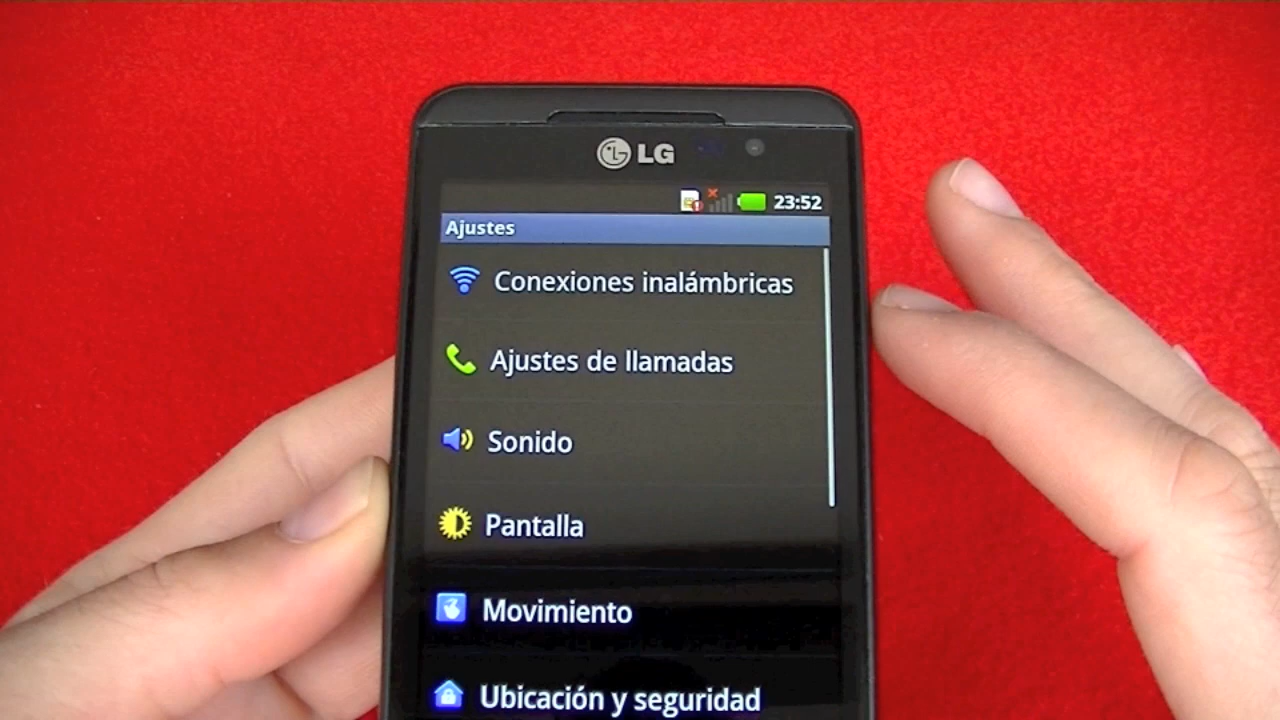 LG
23:52
Ajustes
Conexiones inalámbricas
Ajustes de llamadas
Sonido
Pantalla
Movimiento
Ubicación y seguridad